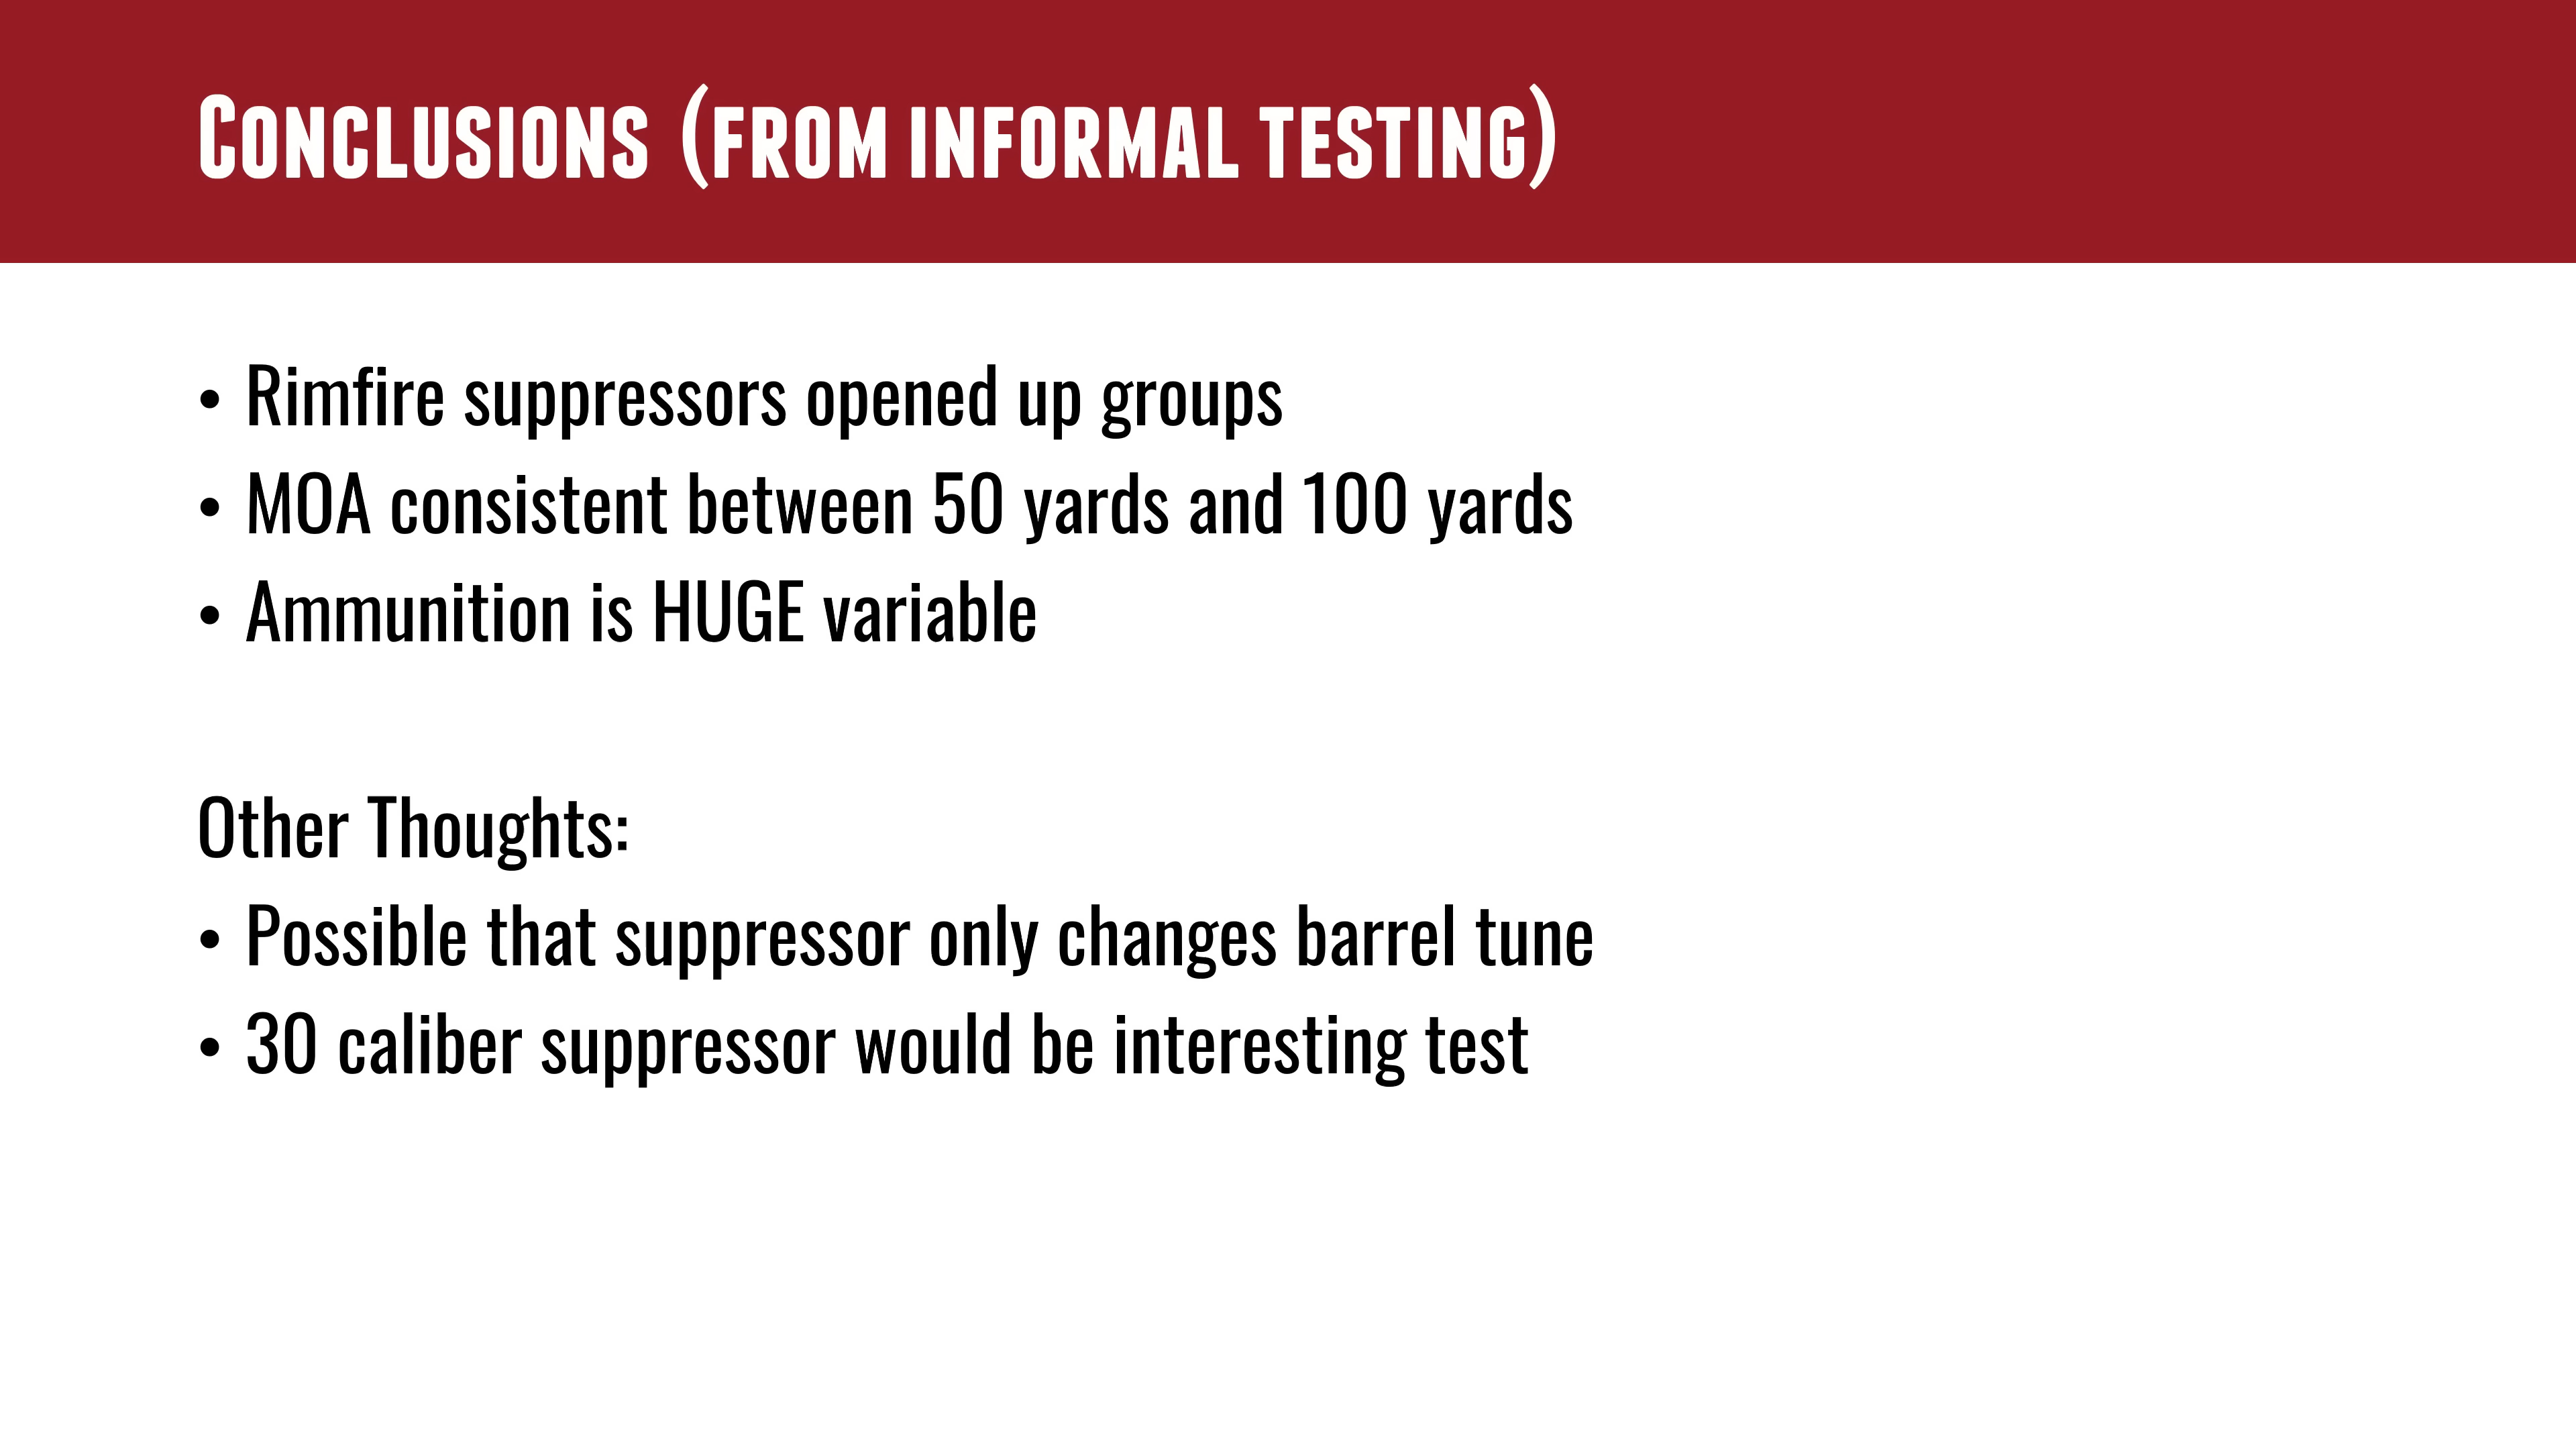 Conclusions (from informal testing)
• Rimfire suppressors opened up groups
• MOA consistent between 50 yards and 100 yards
• Ammunition is HUGE variable
Other Thoughts:
• Possible that suppressor only changes barrel tune
• 30 caliber suppressor would be interesting test